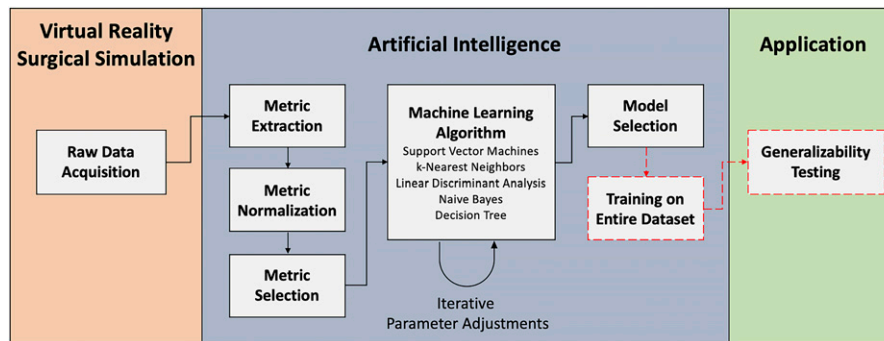 Virtual Reality
Surgical Simulation
Artificial Intelligence
Application
Raw Data
Acquisition
Metric
Extraction
Metric
Normalization
Metric
Selection
Machine Learning
Algorithm
Support Vector Machines
k-Nearest Neighbors
Linear Discriminant Analysis
Naive Bayes
Decision Tree
Iterative
Parameter Adjustments
Model
Selection
Training on
Entire Dataset
Generalizability
Testing